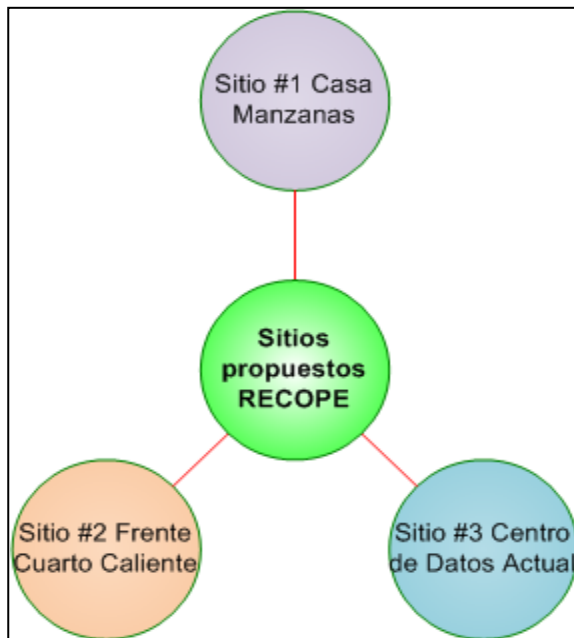 Sitio #1 Casa
Manzanas
Sitios
propuestos
RECOPE
Sitio #2 Frente
Cuarto Caliente
Sitio #3 Centro
de Datos Actual